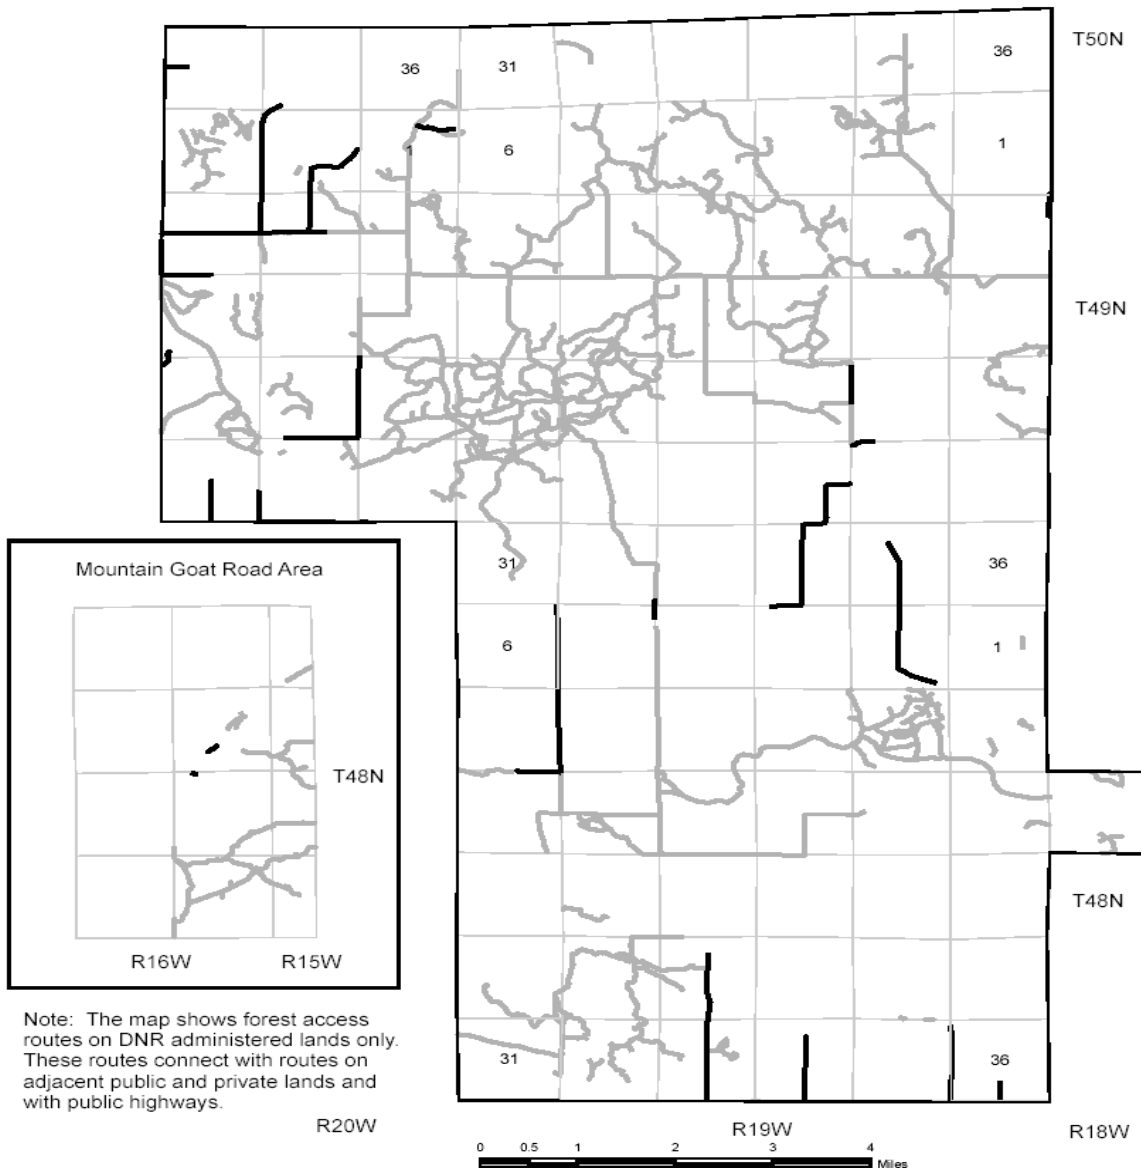 T50N
36
31
36
1
6
1
T49N
31
36
Mountain Goat Road Area
6
1
T48N
T48N
R16W R15W
Note: The map shows forest access
routes on DNR administered lands only.
These routes connect with routes on
adjacent public and private lands and
with public highways.
31
36
R20W
R19W
R18W
0 0.5 1 2 3 4
Miles